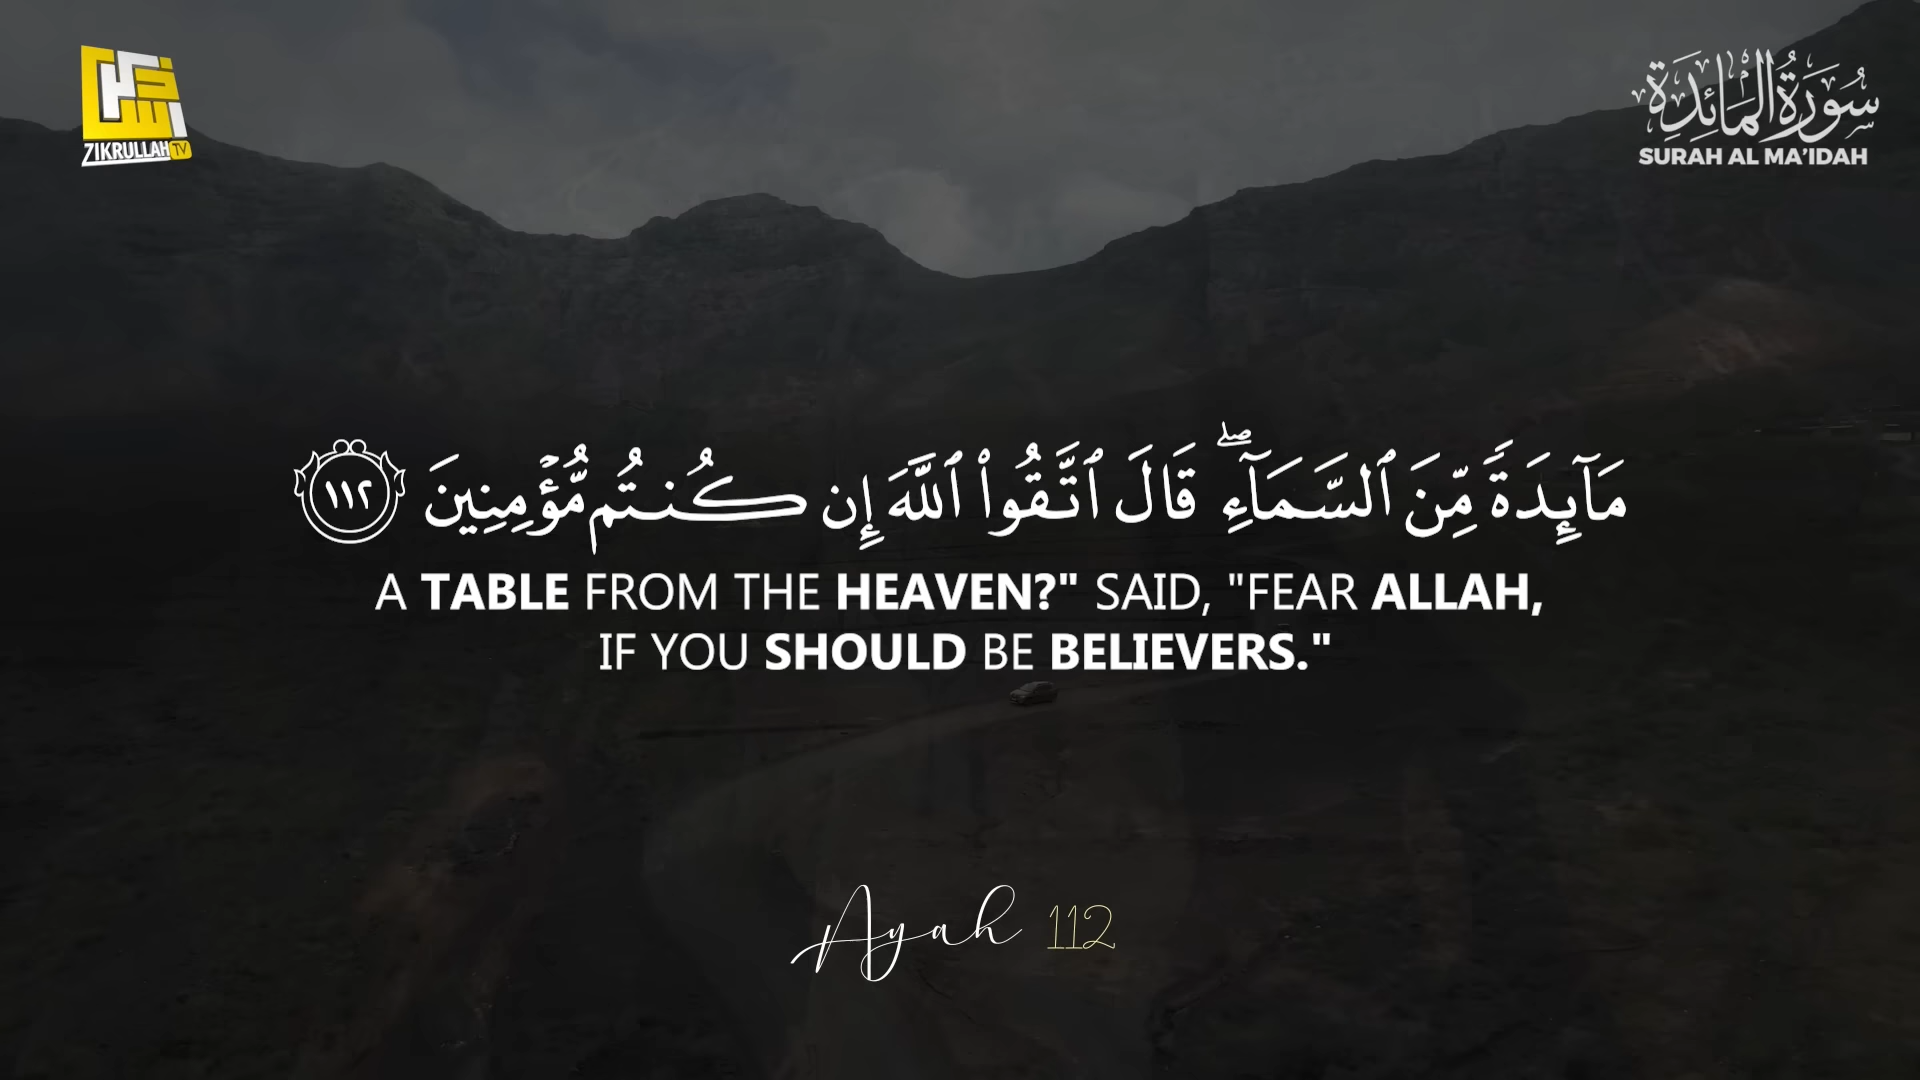 ZIKRULLAH TV
سُورَةُ المَائِدَةِ
SURAH AL MA'IDAH
مَآئِدَةً مِّنَ ٱلسَّمَآءِ ۖ قَالَ ٱتَّقُوا۟ ٱللَّهَ إِن كُنتُم مُّؤْمِنِينَ ١١٢
A TABLE FROM THE HEAVEN?" SAID, "FEAR ALLAH,
IF YOU SHOULD BE BELIEVERS."
Ayah 112